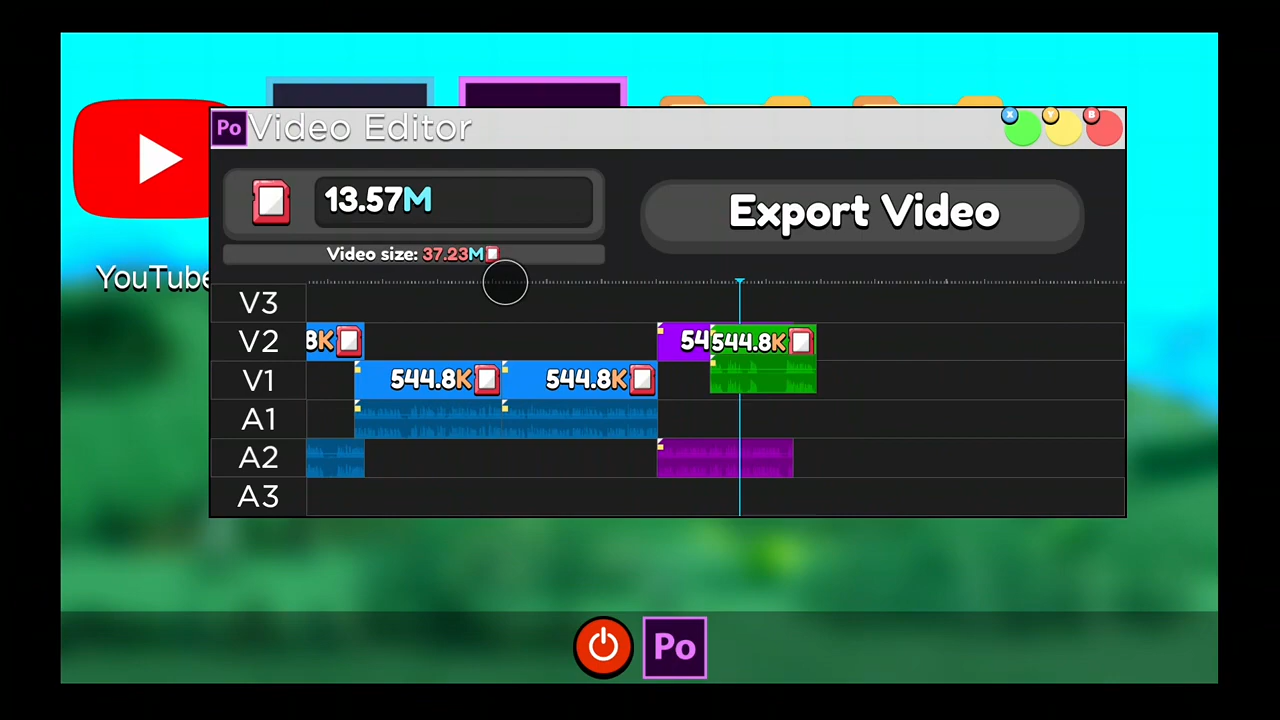 Po Video Editor
X Y B
13.57M
Export Video
Video size: 37.23M
YouTube
V3
V2 8K 54 544.8K
V1 544.8K 544.8K
A1
A2
A3
Po